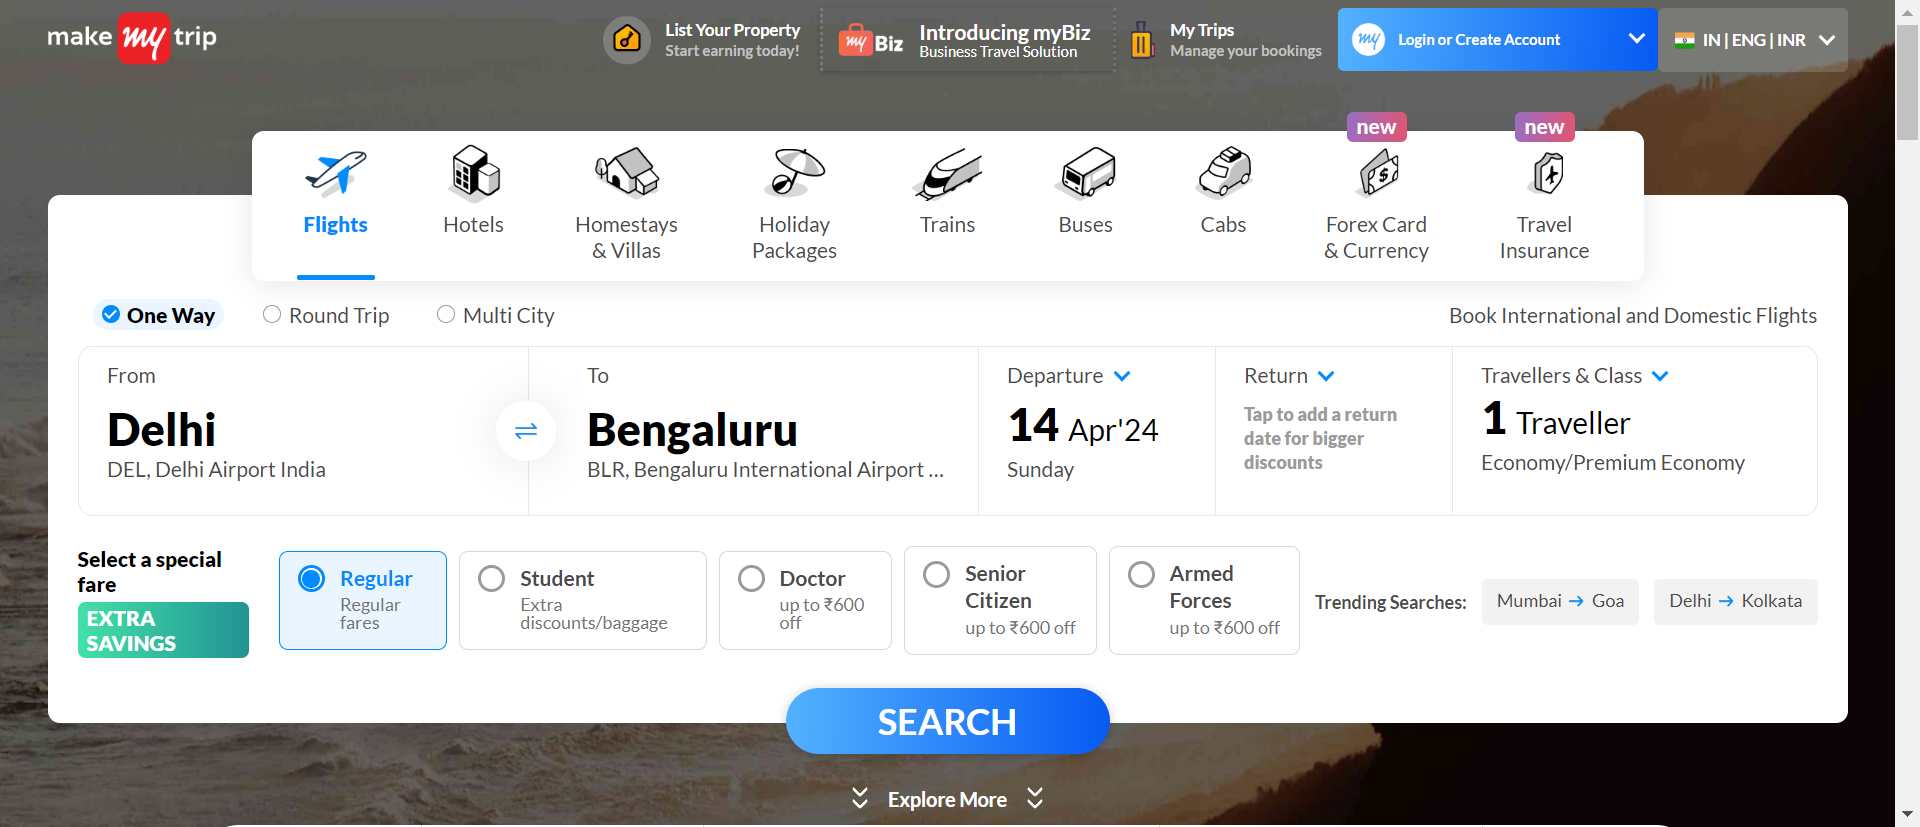 make my trip
List Your Property
Start earning today!
my Biz
Introducing myBiz
Business Travel Solution
My Trips
Manage your bookings
my
Login or Create Account
IN | ENG | INR
new
new
Flights
Hotels
Homestays
& Villas
Holiday
Packages
Trains
Buses
Cabs
Forex Card
& Currency
Travel
Insurance
One Way
Round Trip
Multi City
Book International and Domestic Flights
From
Delhi
DEL, Delhi Airport India
To
Bengaluru
BLR, Bengaluru International Airport ...
Departure
14 Apr'24
Sunday
Return
Tap to add a return
date for bigger
discounts
Travellers & Class
1 Traveller
Economy/Premium Economy
Select a special
fare
EXTRA
SAVINGS
Regular
Regular
fares
Student
Extra
discounts/baggage
Doctor
up to ₹600
off
Senior
Citizen
up to ₹600 off
Armed
Forces
up to ₹600 off
Trending Searches:
Mumbai → Goa
Delhi → Kolkata
SEARCH
Explore More